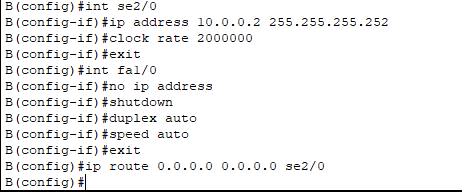 B(config)#int se2/0
B(config-if)#ip address 10.0.0.2 255.255.255.252
B(config-if)#clock rate 2000000
B(config-if)#exit
B(config)#int fa1/0
B(config-if)#no ip address
B(config-if)#shutdown
B(config-if)#duplex auto
B(config-if)#speed auto
B(config-if)#exit
B(config)#ip route 0.0.0.0 0.0.0.0 se2/0
B(config)#